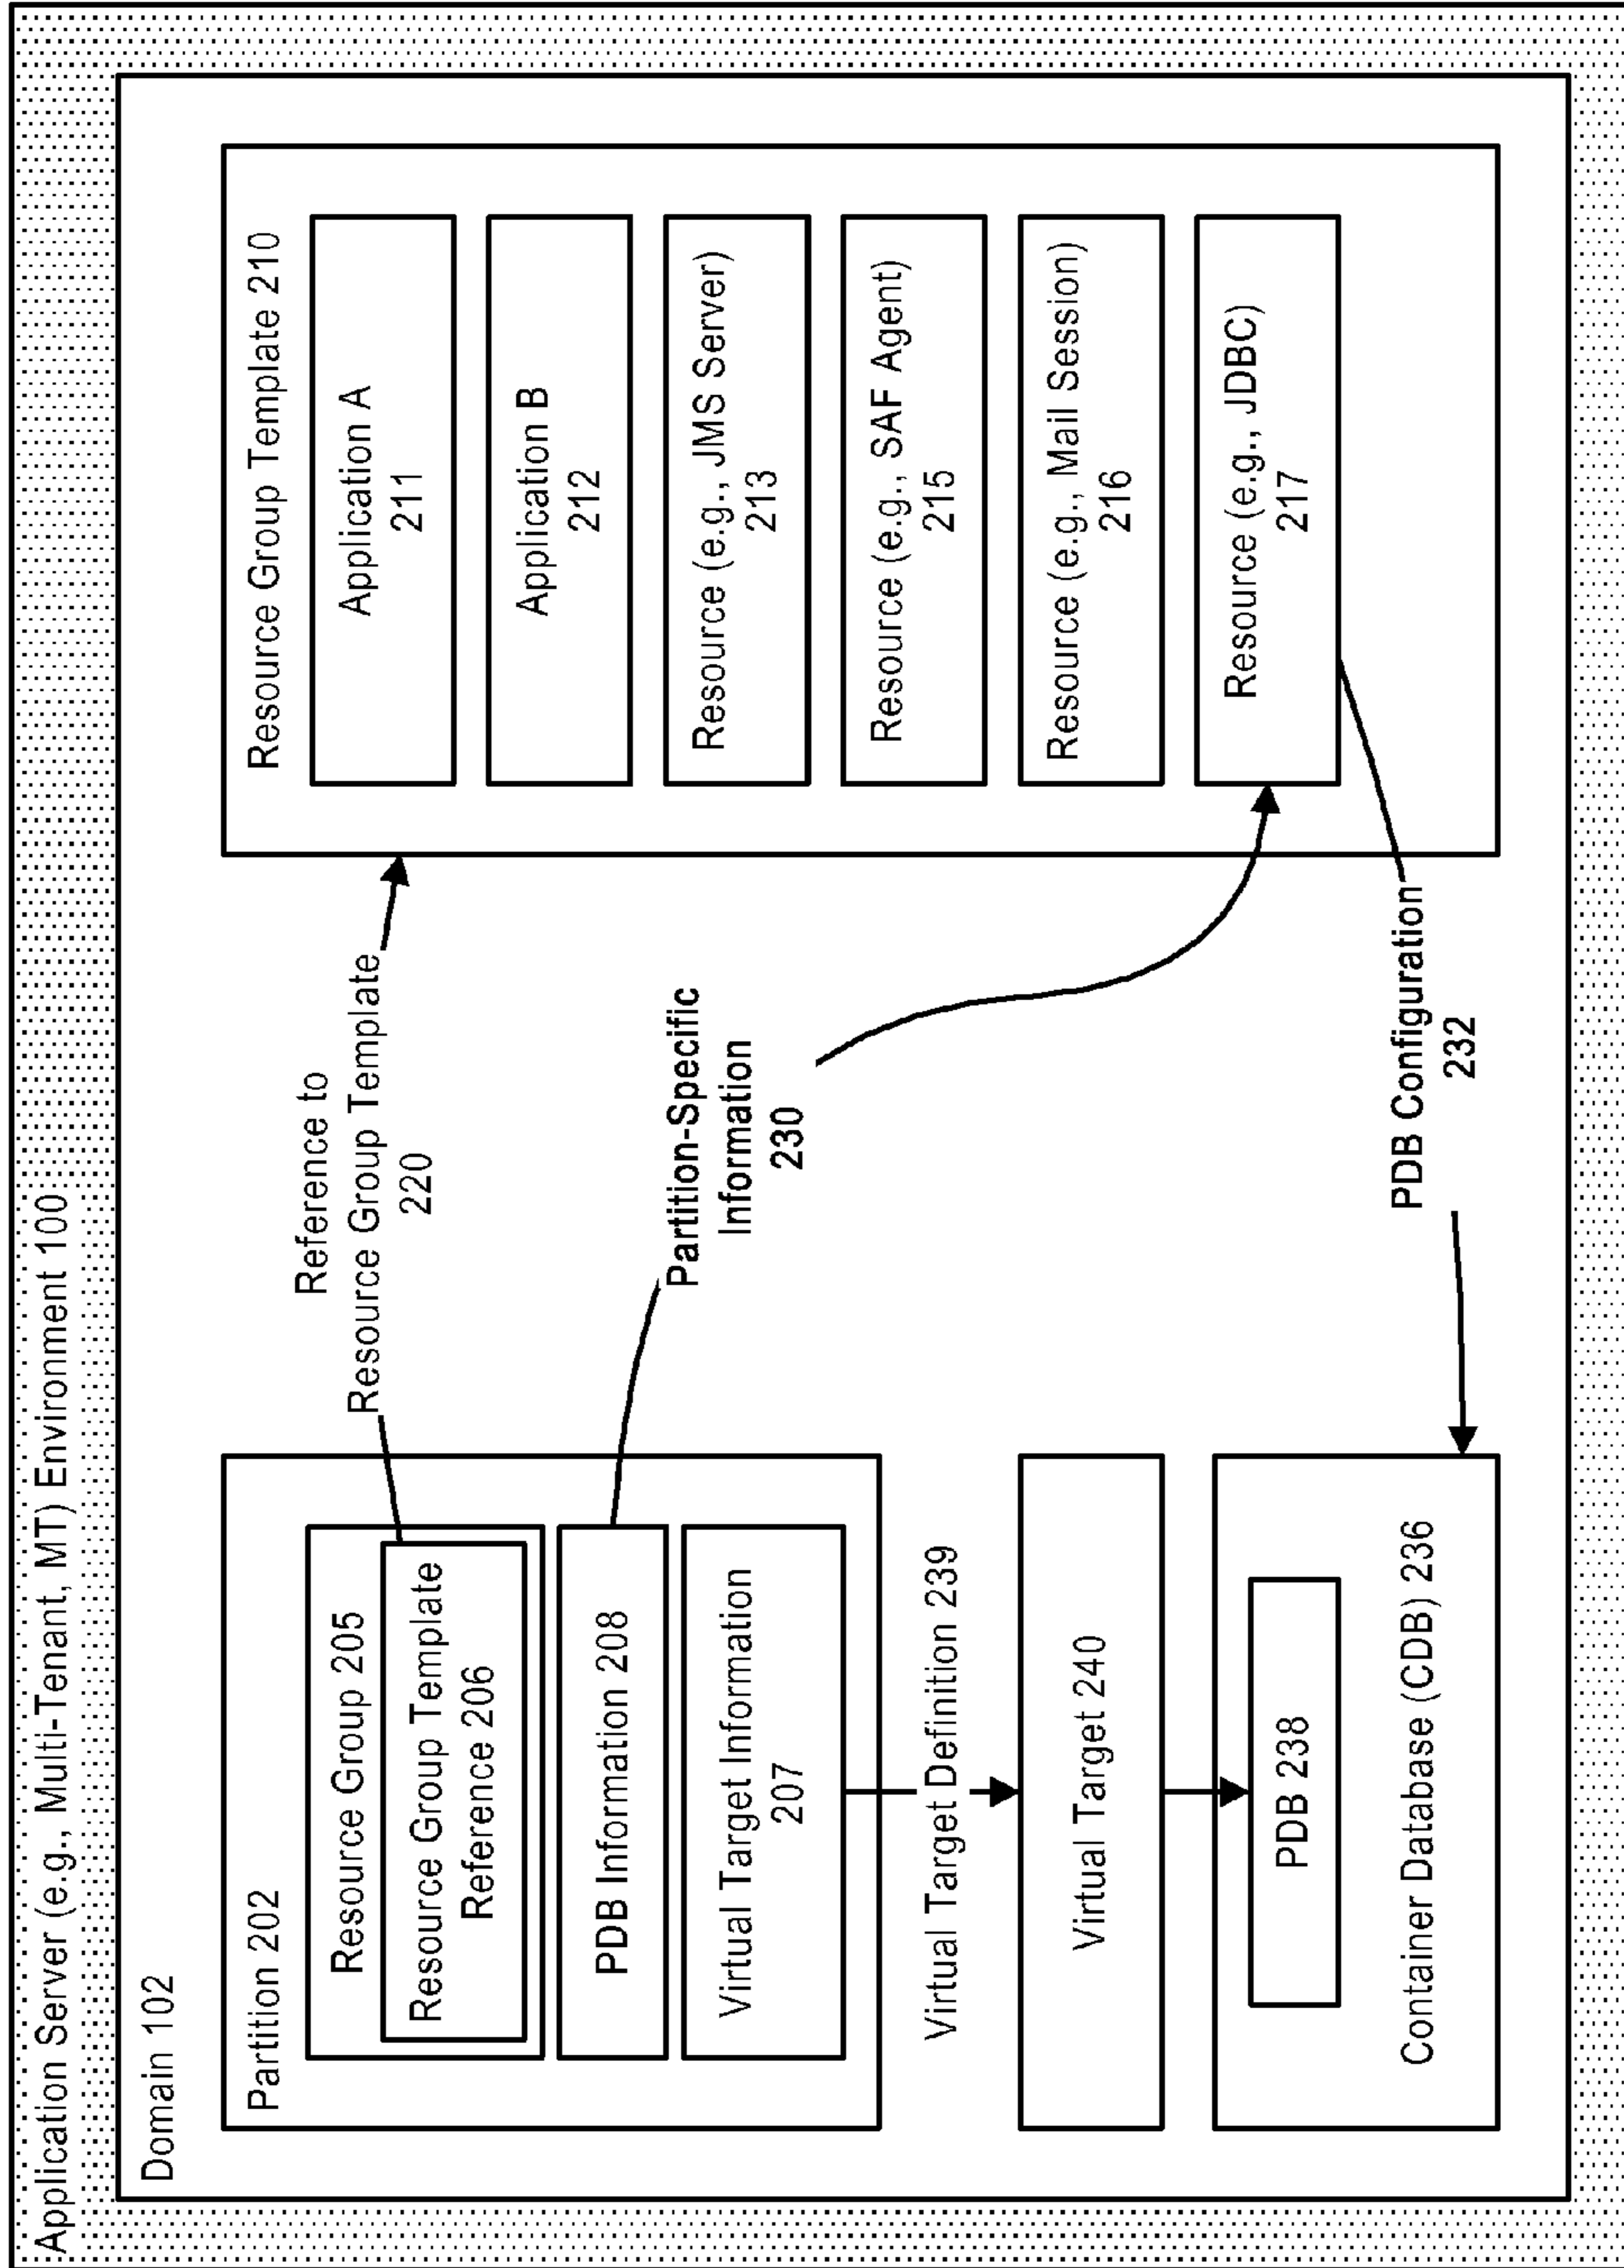 Application Server (e.g., Multi-Tenant, MT) Environment 100
Domain 102
Partition 202
Resource Group 205
Resource Group Template
Reference 206
PDB Information 208
Virtual Target Information
207
Virtual Target Definition 239
Virtual Target 240
PDB 238
Container Database (CDB) 236
Reference to
Resource Group Template
220
Partition-Specific
Information
230
PDB Configuration
232
Resource Group Template 210
Application A
211
Application B
212
Resource (e.g., JMS Server)
213
Resource (e.g., SAF Agent)
215
Resource (e.g., Mail Session)
216
Resource (e.g., JDBC)
217